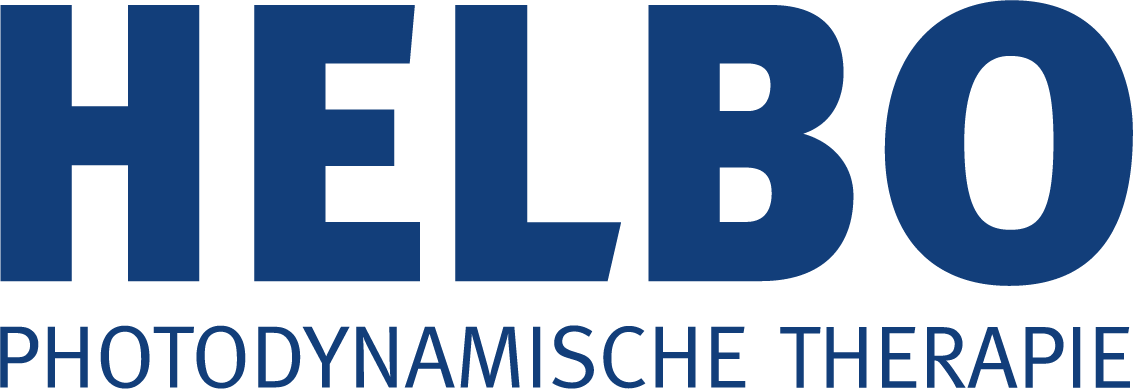 HELBO
PHOTODYNAMISCHE THERAPIE